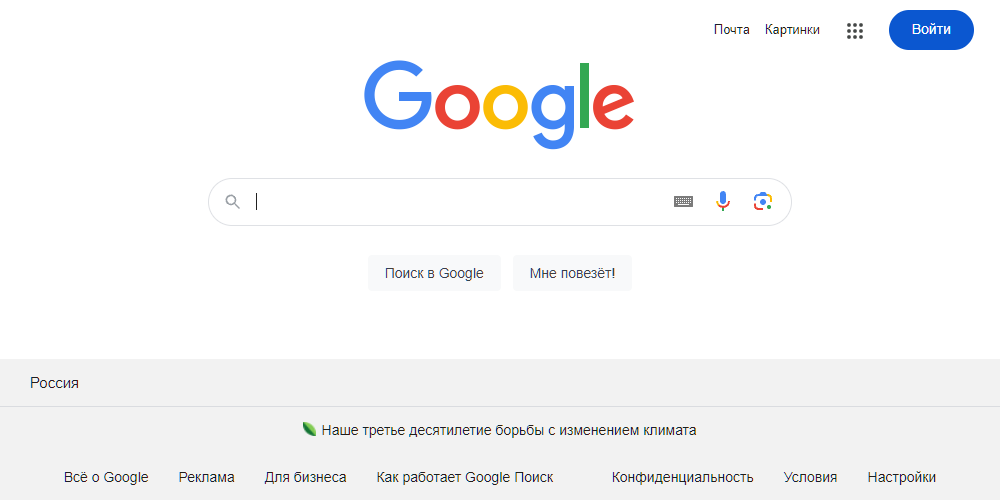 Почта Картинки Войти
Google
Поиск в Google Мне повезёт!
Россия
Наше третье десятилетие борьбы с изменением климата
Всё о Google Реклама Для бизнеса Как работает Google Поиск Конфиденциальность Условия Настройки